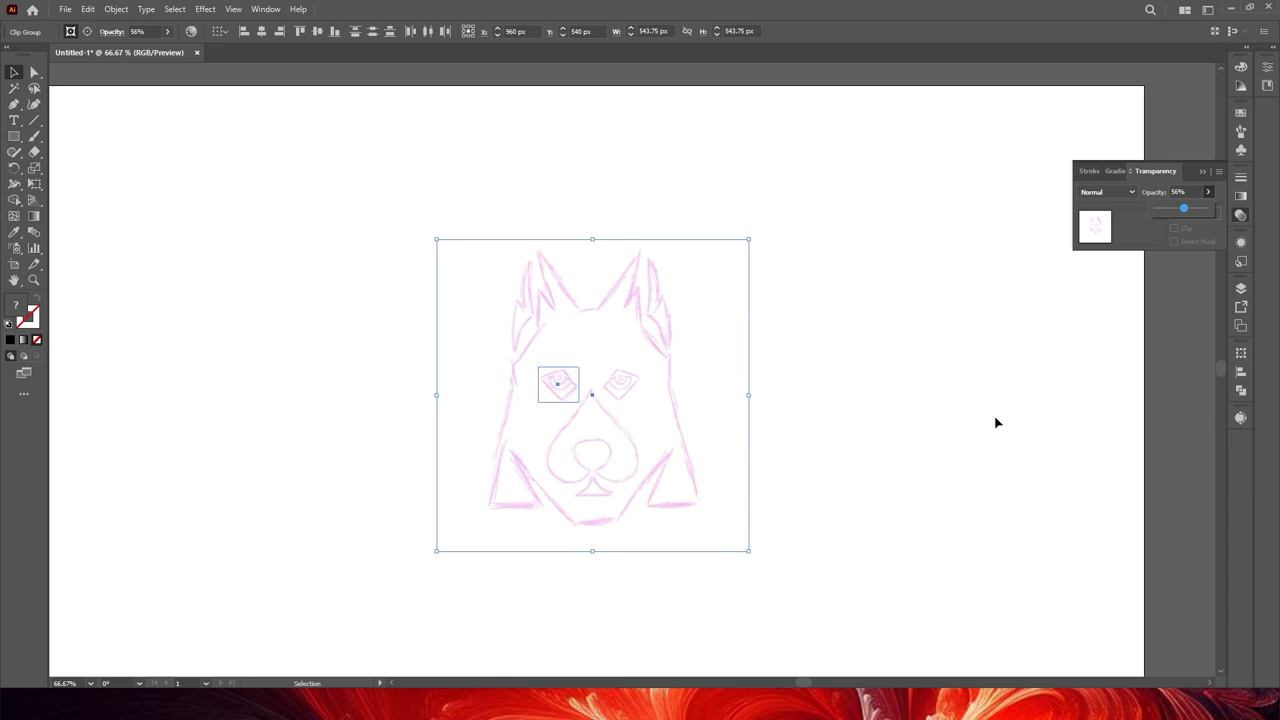 Ai File Edit Object Type Select Effect View Window Help
Clip Group Opacity: 56% X: 960 px Y: 540 px W: 543.75 px H: 543.75 px
Untitled-1* @ 66.67 % (RGB/Preview) ×
Stroke Gradie Transparency
Normal Opacity: 56%
Clip
Invert Mask
?
66.67% 0° 1 Selection